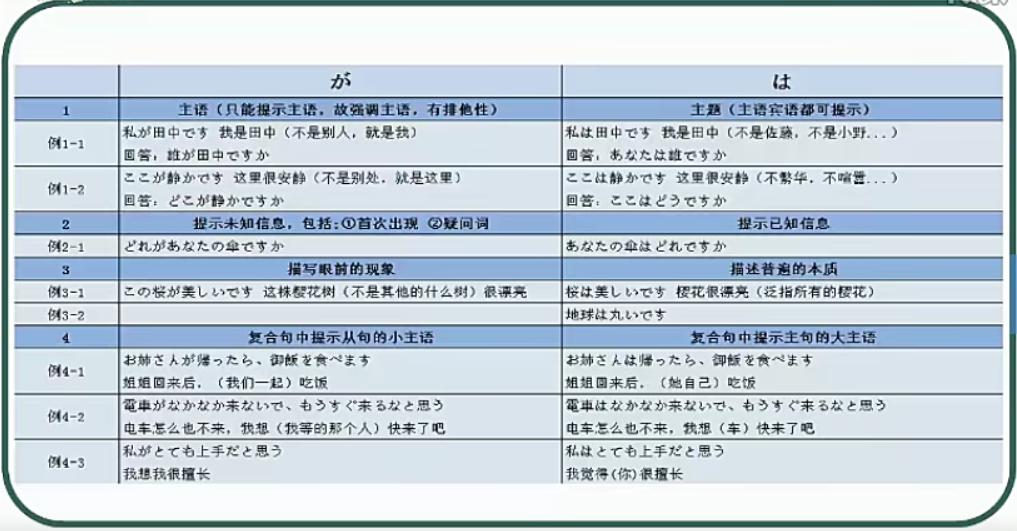 が は
1 主语（只能提示主语，故强调主语，有排他性） 主题（主语宾语都可提示）
例1-1 私が田中です 我是田中（不是别人，就是我） 私は田中です 我是田中（不是佐藤，不是小野...）
回答：誰が田中ですか 回答：あなたは誰ですか
例1-2 ここが静かです 这里很安静（不是别处，就是这里） ここは静かです 这里很安静（不繁华，不喧嚣...）
回答：どこが静かですか 回答：ここはどうですか
2 提示未知信息，包括:①首次出现 ②疑问词 提示已知信息
例2-1 どれがあなたの傘ですか あなたの傘はどれですか
3 描写眼前的现象 描述普遍的本质
例3-1 この桜が美しいです 这株樱花树（不是其他的什么树）很漂亮 桜は美しいです 樱花很漂亮（泛指所有的樱花）
例3-2 地球は丸いです
4 复合句中提示从句的小主语 复合句中提示主句的大主语
例4-1 お姉さんが帰ったら、御飯を食べます お姉さんは帰ったら、御飯を食べます
姐姐回来后，（我们一起）吃饭 姐姐回来后，（她自己）吃饭
例4-2 電車がなかなか来ないで、もうすぐ来るなと思う 電車はなかなか来ないで、もうすぐ来るなと思う
电车怎么也不来，我想（我等的那个人）快来了吧 电车怎么也不来，我想（车）快来了吧
例4-3 私がとても上手だと思う 私はとても上手だと思う
我想我很擅长 我觉得(你)很擅长